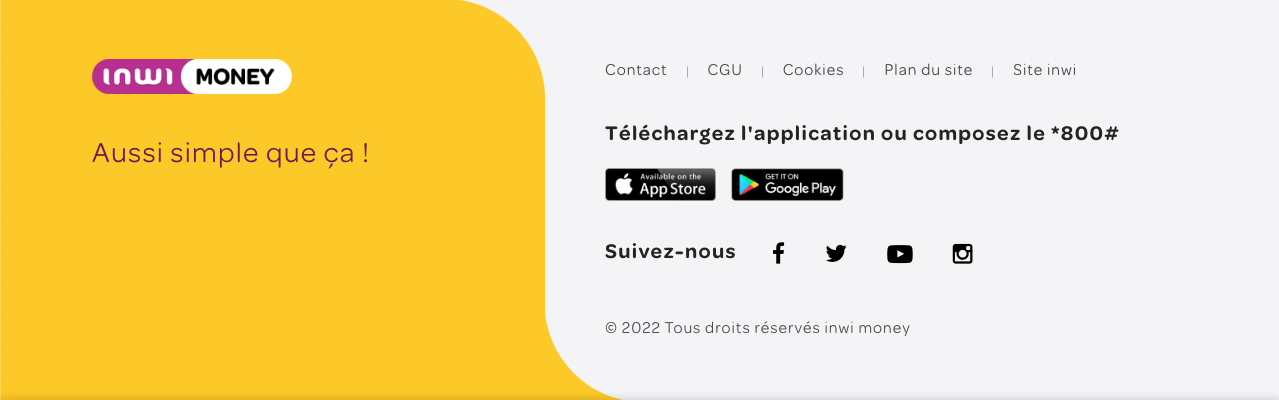 inwi MONEY
Aussi simple que ça !
Contact | CGU | Cookies | Plan du site | Site inwi
Téléchargez l'application ou composez le *800#
Available on the App Store
GET IT ON Google Play
Suivez-nous
© 2022 Tous droits réservés inwi money